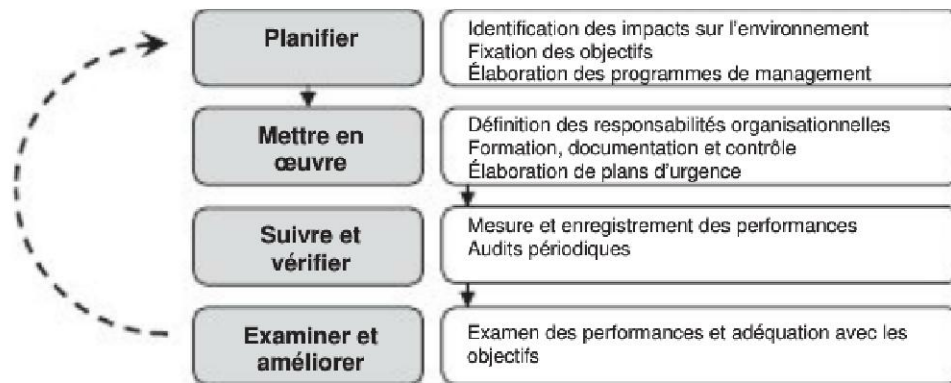 Planifier
Identification des impacts sur l'environnement
Fixation des objectifs
Élaboration des programmes de management
Mettre en
œuvre
Définition des responsabilités organisationnelles
Formation, documentation et contrôle
Élaboration de plans d'urgence
Suivre et
vérifier
Mesure et enregistrement des performances
Audits périodiques
Examiner et
améliorer
Examen des performances et adéquation avec les
objectifs